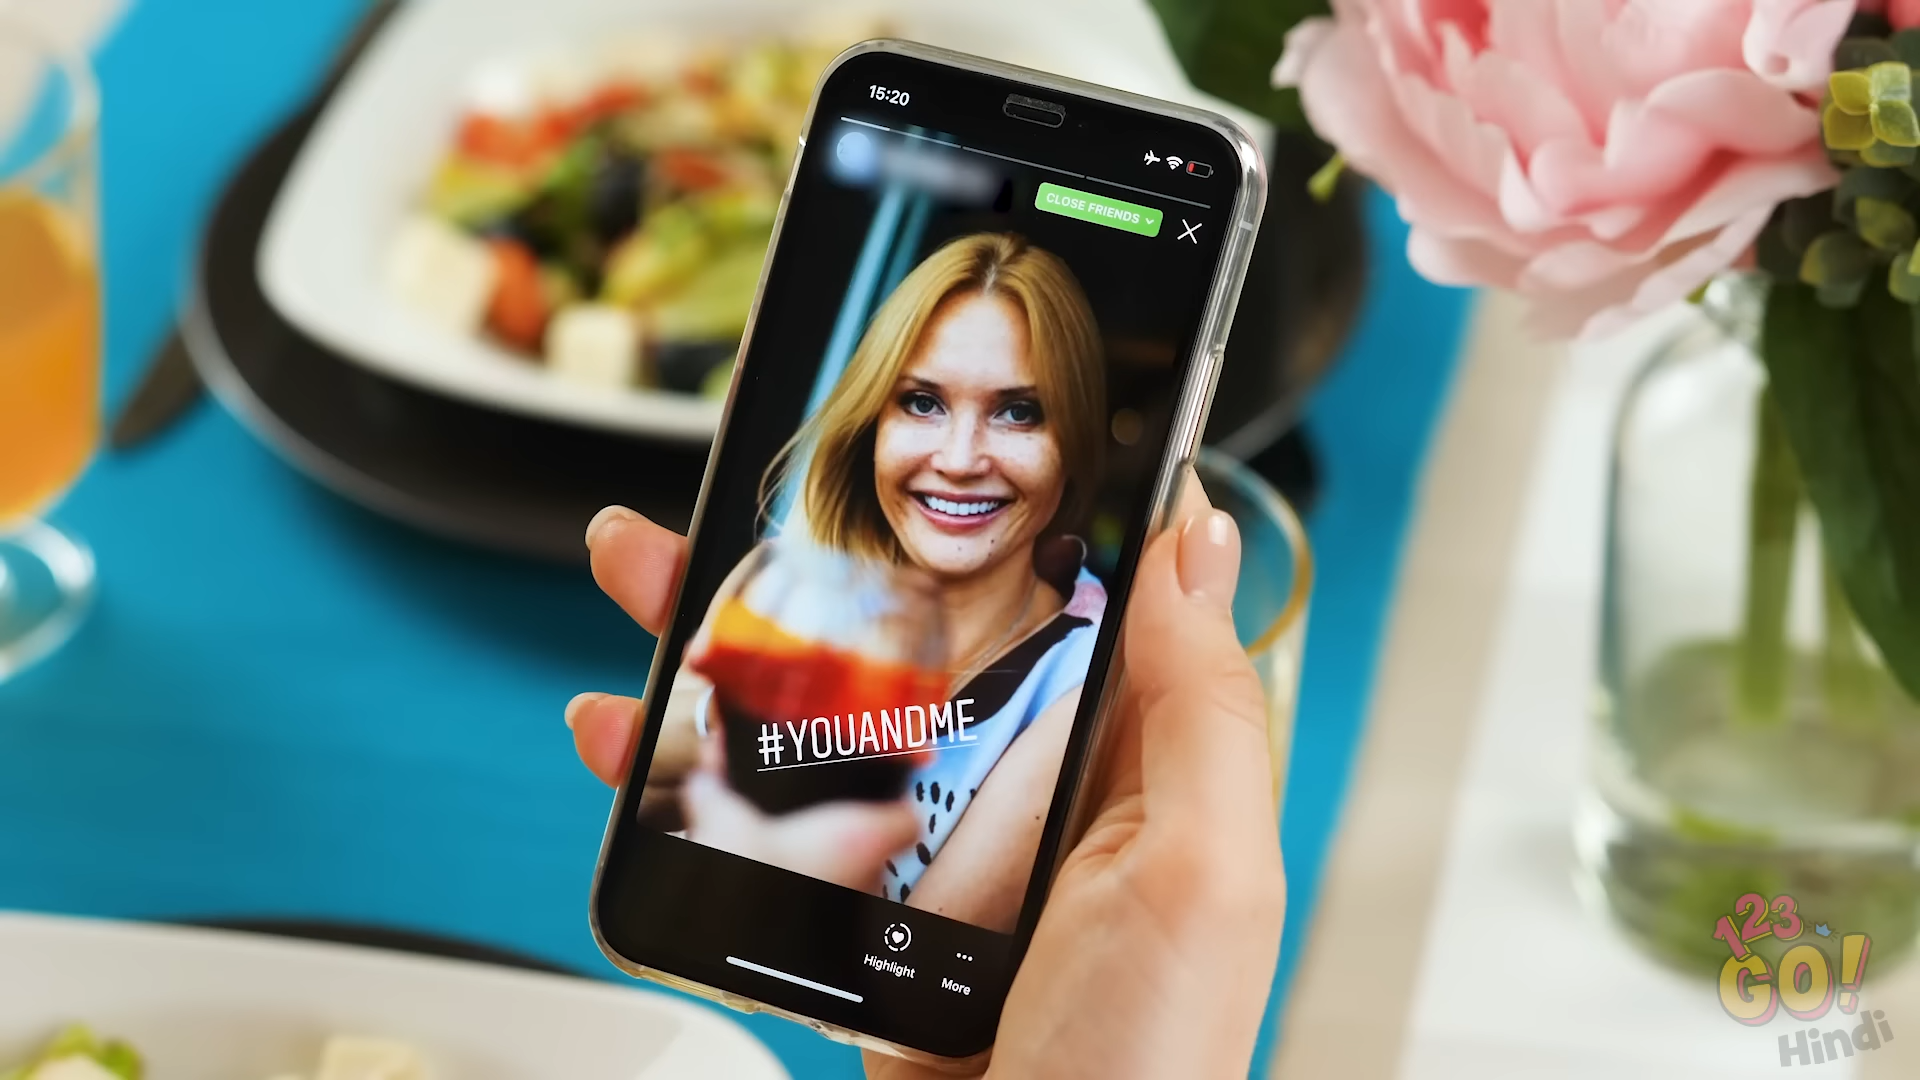 15:20
CLOSE FRIENDS
#YOUANDME
Highlight
More
123
GO!
Hindi